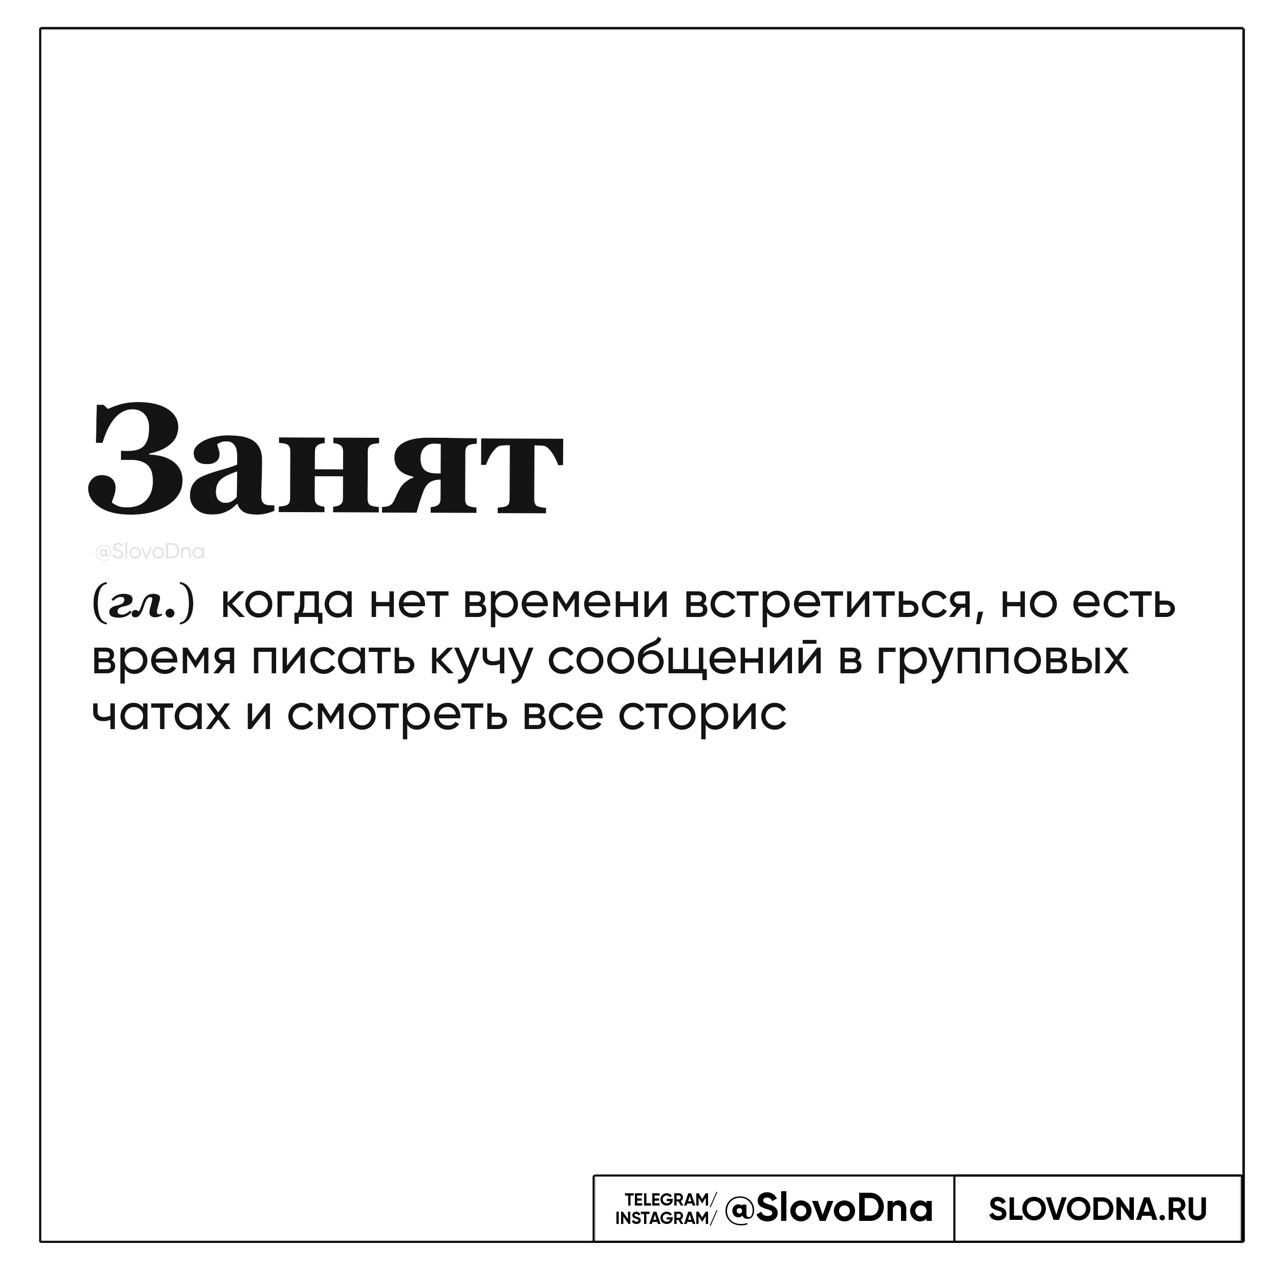 Занят
@SlovoDna
(гл.) когда нет времени встретиться, но есть
время писать кучу сообщений в групповых
чатах и смотреть все сторис
TELEGRAM/
INSTAGRAM/
@SlovoDna
SLOVODNA.RU